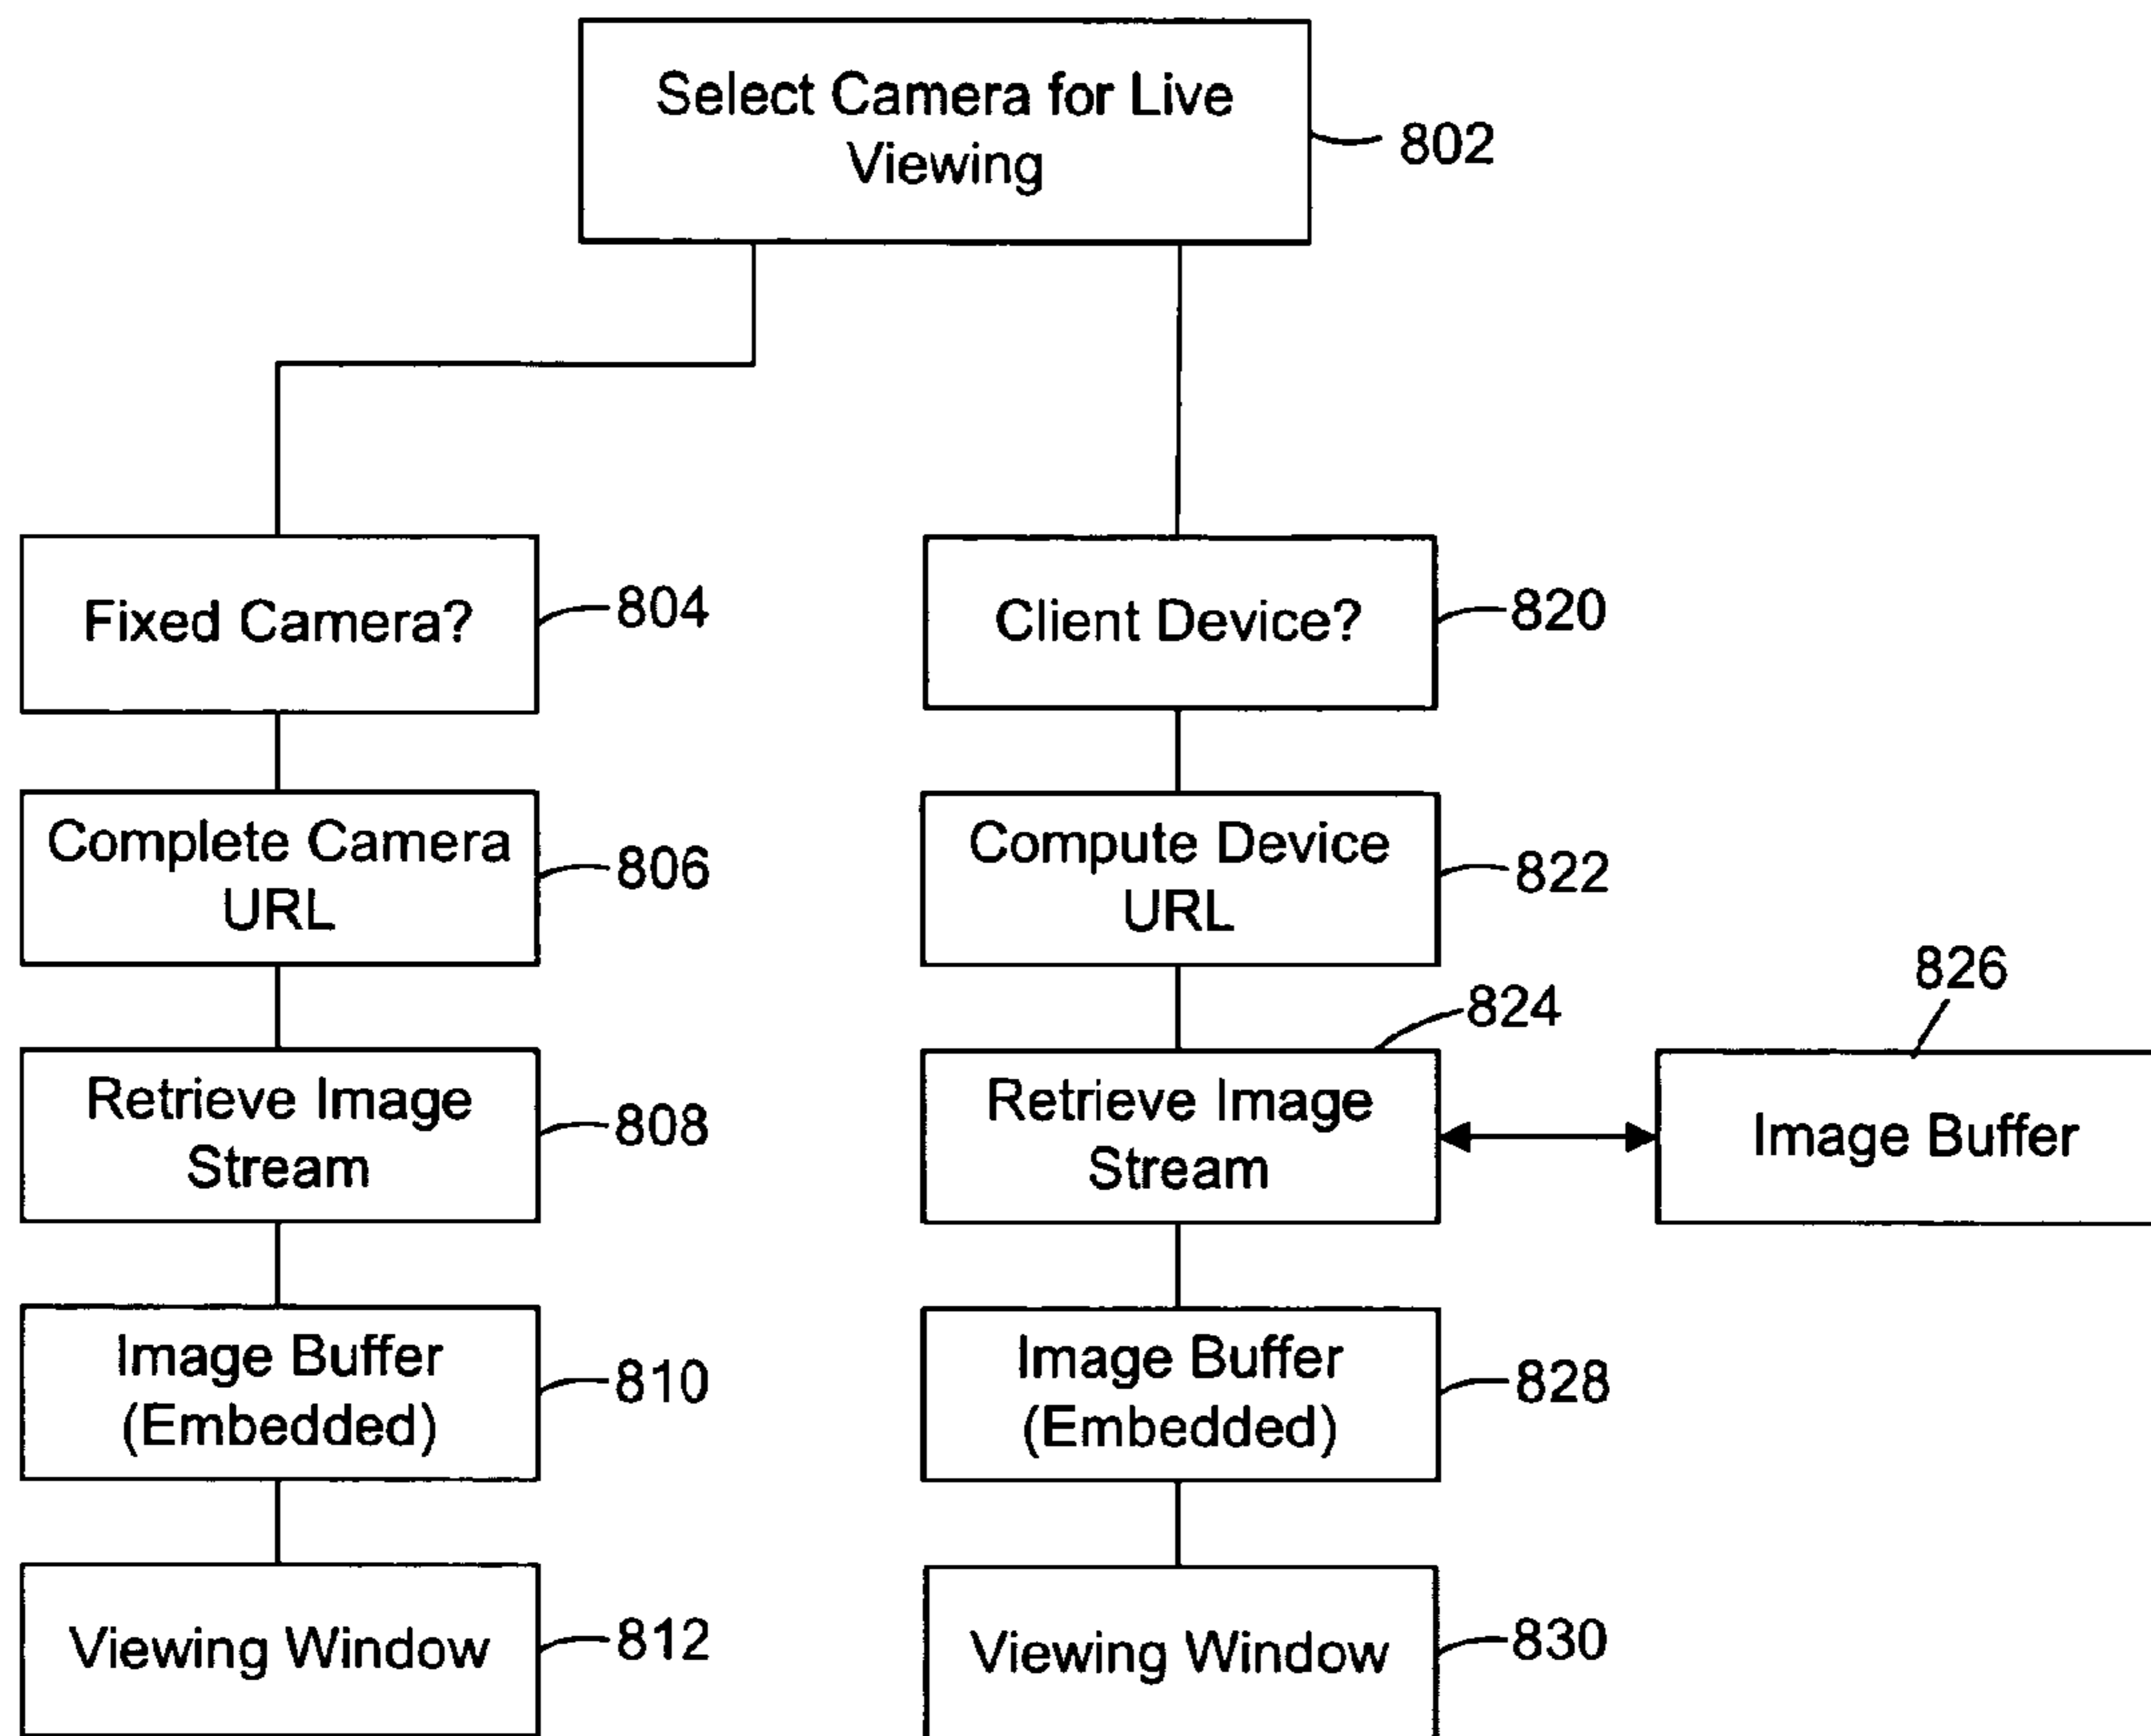 Select Camera for Live
Viewing
802
Fixed Camera?
804
Client Device?
820
Complete Camera
URL
806
Compute Device
URL
822
Retrieve Image
Stream
808
Retrieve Image
Stream
824
Image Buffer
826
Image Buffer
(Embedded)
810
Image Buffer
(Embedded)
828
Viewing Window
812
Viewing Window
830